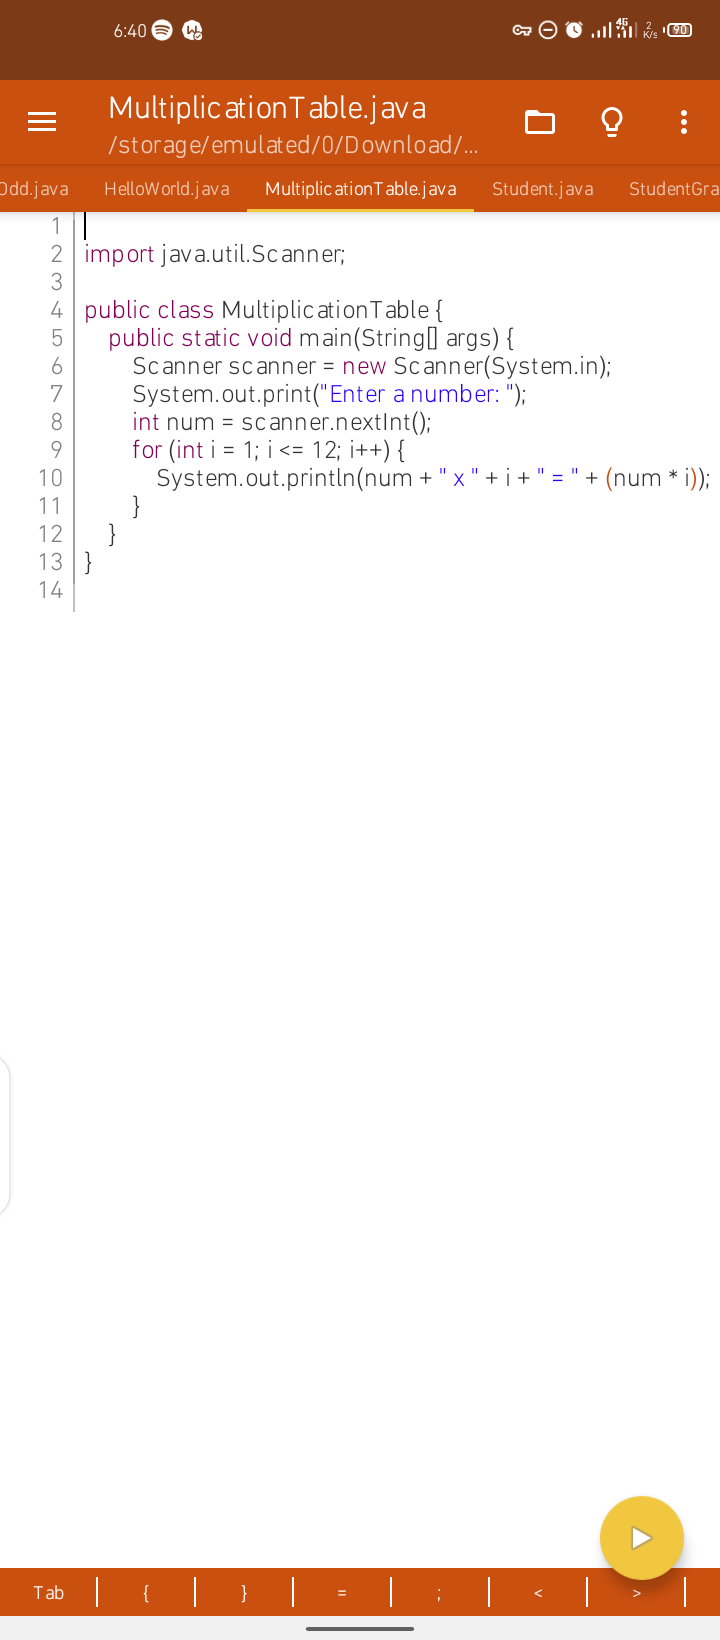 6:40
4G 2 K/s 90
MultiplicationTable.java
/storage/emulated/0/Download/...
Odd.java HelloWorld.java MultiplicationTable.java Student.java StudentGra
1
2 import java.util.Scanner;
3
4 public class MultiplicationTable {
5     public static void main(String[] args) {
6         Scanner scanner = new Scanner(System.in);
7         System.out.print("Enter a number: ");
8         int num = scanner.nextInt();
9         for (int i = 1; i <= 12; i++) {
10             System.out.println(num + " x " + i + " = " + (num * i));
11         }
12     }
13 }
14
Tab { } = ; < >